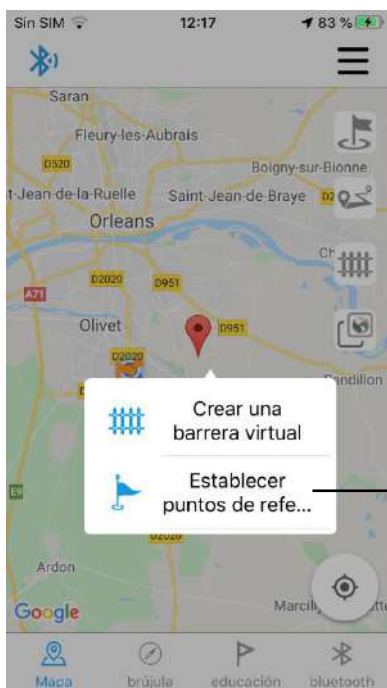 Sin SIM 12:17 83 %
Saran
Fleury-les-Aubrais
D520
Boigny-sur-Bionne
t-Jean-de-la-Ruelle Saint-Jean-de-Braye
Orleans
D2020 D951
A71
Olivet D951
D2020
Crear una
barrera virtual
Establecer
puntos de refe...
D2020
Ardon
Google
Mapa brújula educación bluetooth